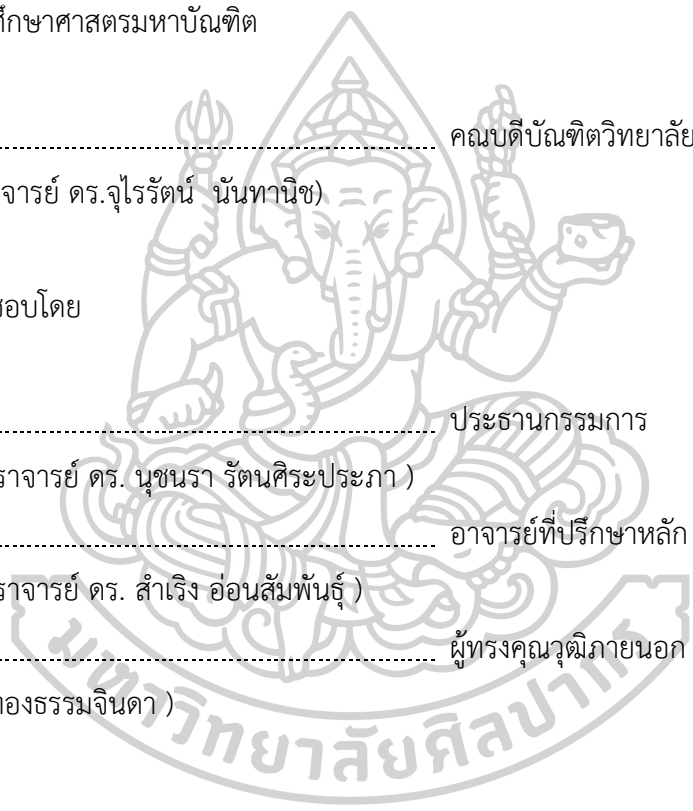 ศึกษาศาสตรมหาบัณฑิต
คณบดีบัณฑิตวิทยาลัย
จารย์ ดร.จุไรรัตน์ นันทานิช)
สอบโดย
ประธานกรรมการ
ราจารย์ ดร. นุชนรา รัตนศิระประภา )
อาจารย์ที่ปรึกษาหลัก
ราจารย์ ดร. สำเริง อ่อนสัมพันธุ์ )
ผู้ทรงคุณวุฒิภายนอก
ทองธรรมจินดา )
มหาวิทยาลัยศิลปากร